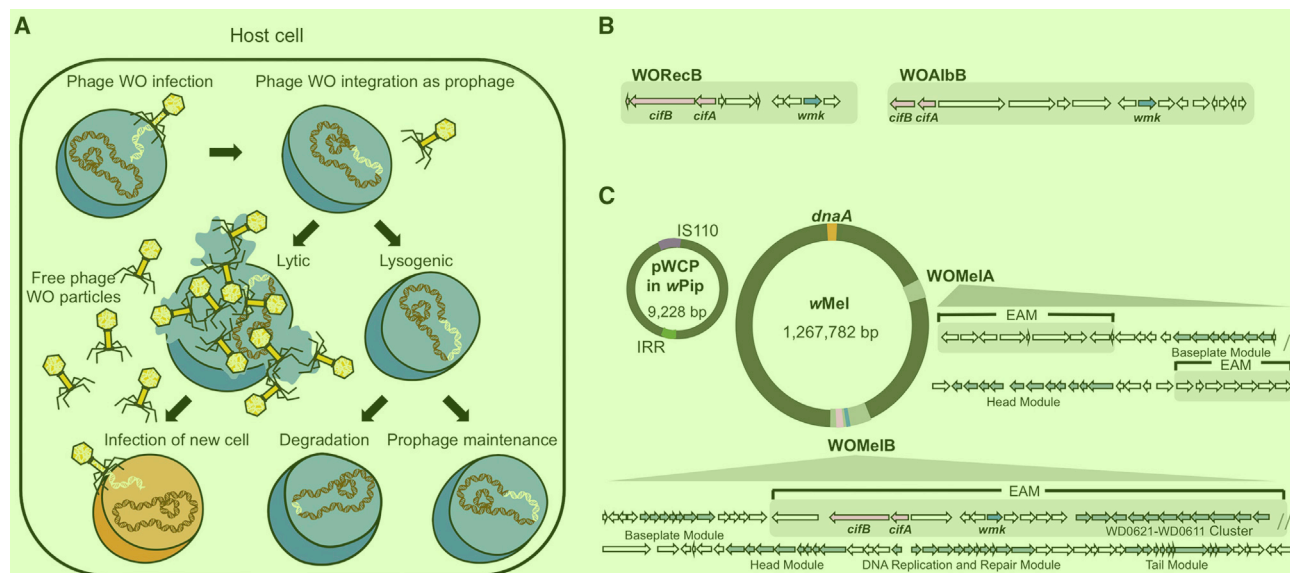 A
Host cell
Phage WO infection
Phage WO integration as prophage
Lytic
Lysogenic
Free phage
WO particles
Infection of new cell
Degradation
Prophage maintenance
B
WORecB
cifB
cifA
wmk
WOAlbB
cifB
cifA
wmk
C
IS110
pWCP
in wPip
9,228 bp
IRR
dnaA
wMel
1,267,782 bp
WOMelA
EAM
Baseplate Module
//
EAM
Head Module
WOMelB
EAM
cifB
cifA
wmk
WD0621-WD0611 Cluster
//
Baseplate Module
Head Module
DNA Replication and Repair Module
Tail Module